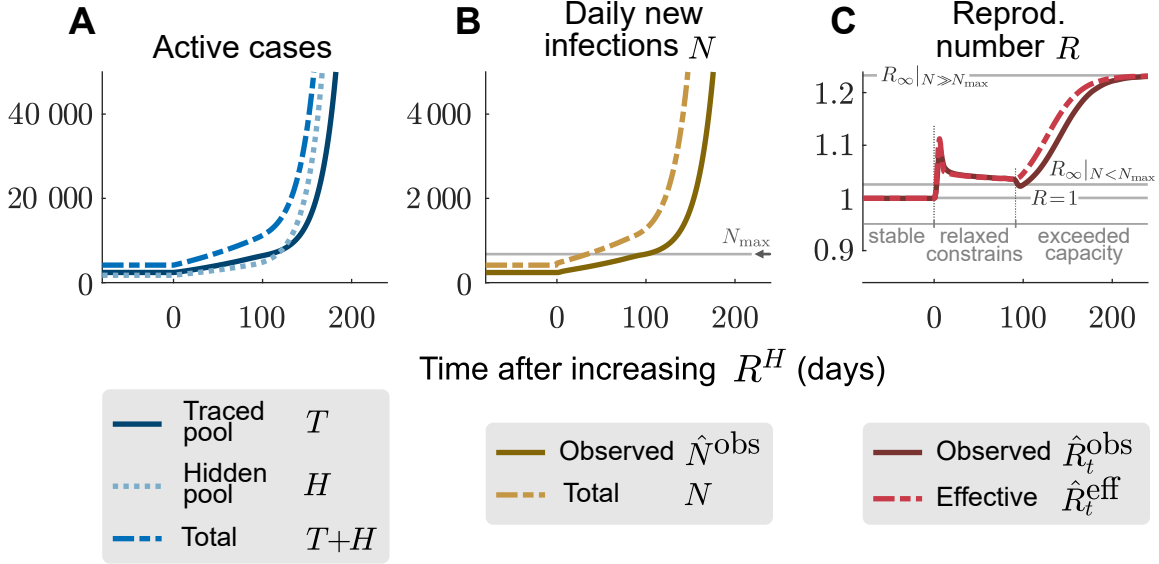 A
Active cases
40 000
20 000
0
0
100
200
B
Daily new
infections N
4 000
2 000
0
N_max
0
100
200
C
Reprod.
number R
1.2
1.1
1
0.9
R_∞|_{N≫N_max}
R_∞|_{N<N_max}
R=1
stable
relaxed
constrains
exceeded
capacity
0
100
200
Time after increasing R^H (days)
Traced
pool T
Hidden
pool H
Total T+H
Observed N̂^obs
Total N
Observed R̂_t^obs
Effective R̂_t^eff